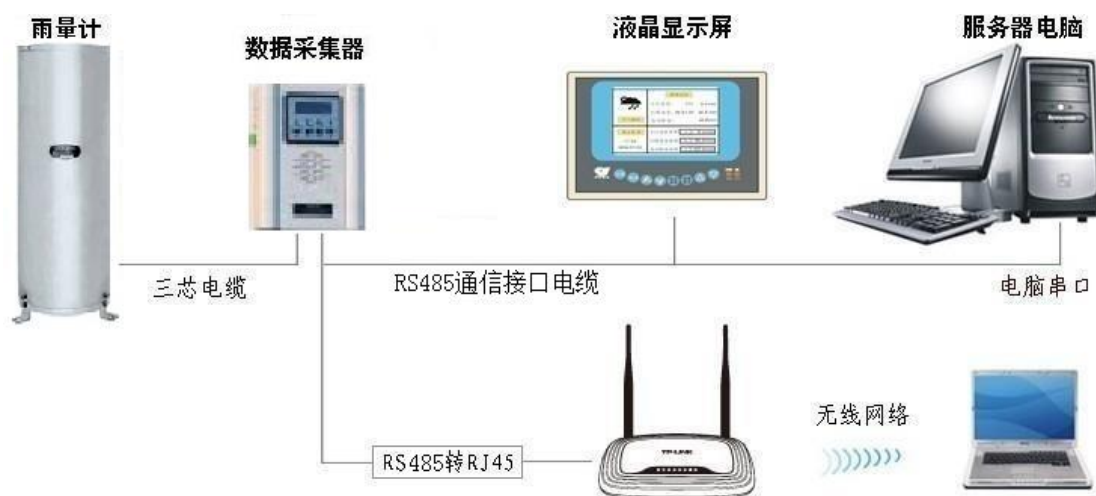 雨量计
数据采集器
液晶显示屏
服务器电脑
三芯电缆
RS485通信接口电缆
电脑串口
无线网络
RS485转RJ45
TP-LINK